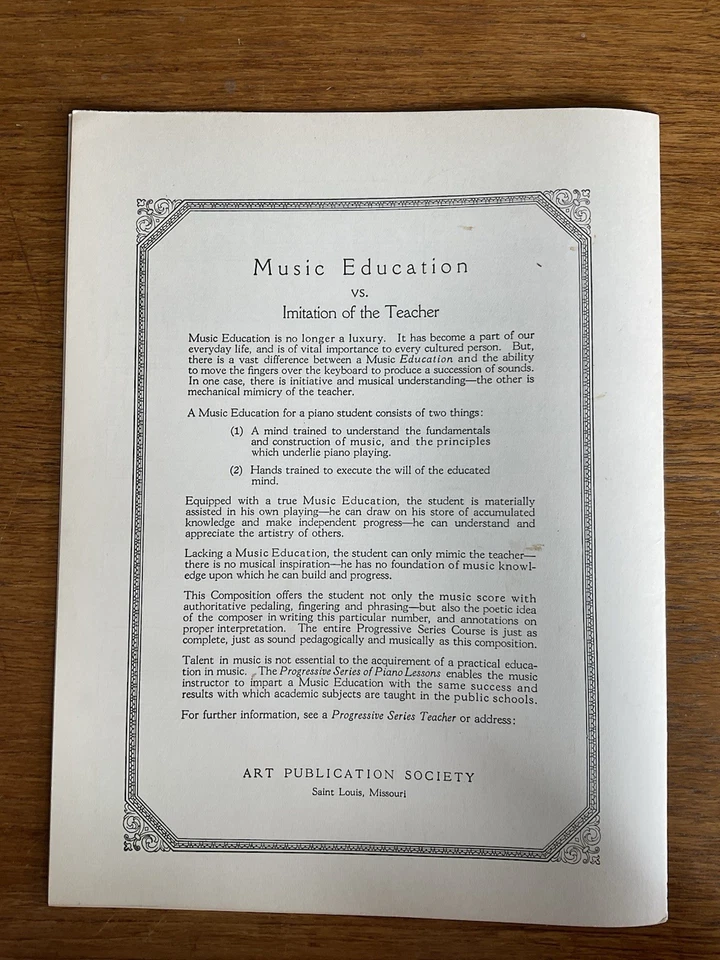 Music Education
VS.
Imitation of the Teacher
Music Education is no longer a luxury. It has become a part of our
everyday life, and is of vital importance to every cultured person. But,
there is a vast difference between a Music Education and the ability
to move the fingers over the keyboard to produce a succession of sounds.
In one case, there is initiative and musical understanding—the other is
mechanical mimicry of the teacher.
A Music Education for a piano student consists of two things:
(1) A mind trained to understand the fundamentals
and construction of music, and the principles
which underlie piano playing.
(2) Hands trained to execute the will of the educated
mind.
Equipped with a true Music Education, the student is materially
assisted in his own playing—he can draw on his store of accumulated
knowledge and make independent progress—he can understand and
appreciate the artistry of others.
Lacking a Music Education, the student can only mimic the teacher—
there is no musical inspiration—he has no foundation of music knowl-
edge upon which he can build and progress.
This Composition offers the student not only the music score with
authoritative pedaling, fingering and phrasing—but also the poetic idea
of the composer in writing this particular number, and annotations on
proper interpretation. The entire Progressive Series Course is just as
complete, just as sound pedagogically and musically as this composition.
Talent in music is not essential to the acquirement of a practical educa-
tion in music. The Progressive Series of Piano Lessons enables the music
instructor to impart a Music Education with the same success and
results with which academic subjects are taught in the public schools.
For further information, see a Progressive Series Teacher or address:
ART PUBLICATION SOCIETY
Saint Louis, Missouri